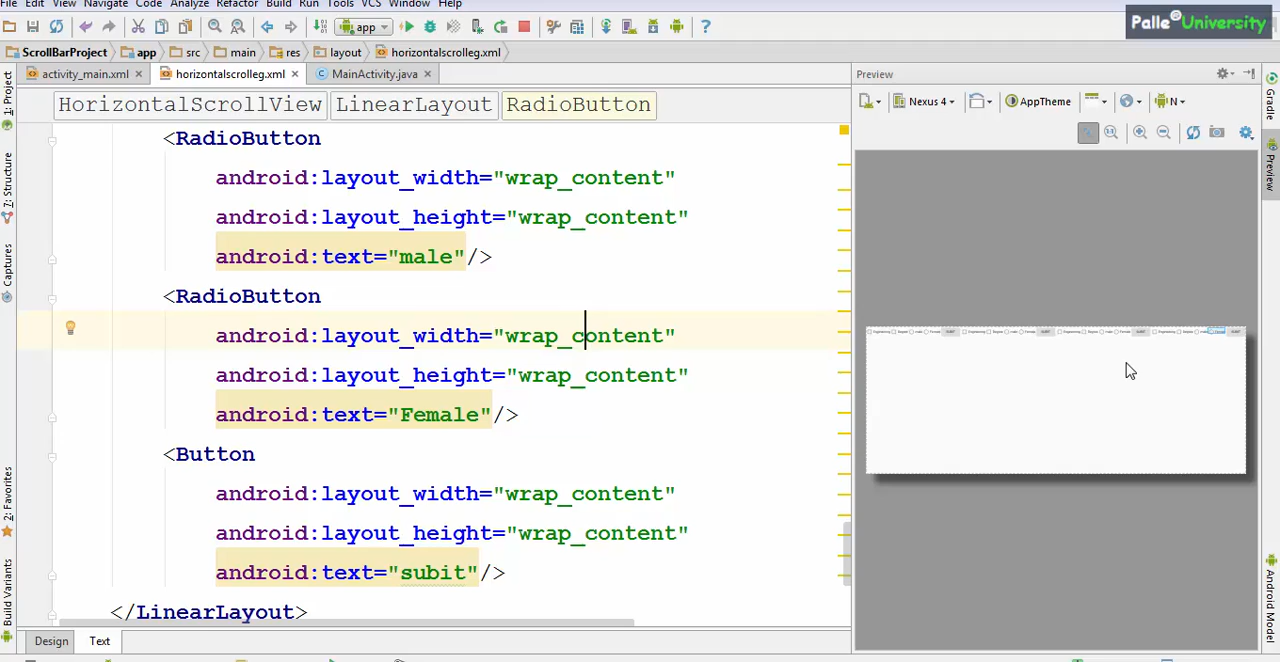 File Edit View Navigate Code Analyze Refactor Build Run Tools VCS Window Help
Palle University
app
ScrollBarProject app src main res layout horizontalscrolleg.xml
activity_main.xml horizontalscrolleg.xml MainActivity.java
Preview
HorizontalScrollView LinearLayout RadioButton
Nexus 4 AppTheme N
<RadioButton
android:layout_width="wrap_content"
android:layout_height="wrap_content"
android:text="male"/>
<RadioButton
android:layout_width="wrap_content"
android:layout_height="wrap_content"
android:text="Female"/>
<Button
android:layout_width="wrap_content"
android:layout_height="wrap_content"
android:text="subit"/>
</LinearLayout>
Design Text
1: Project
7: Structure
Captures
2: Favorites
Build Variants
Gradle
Preview
Android Model